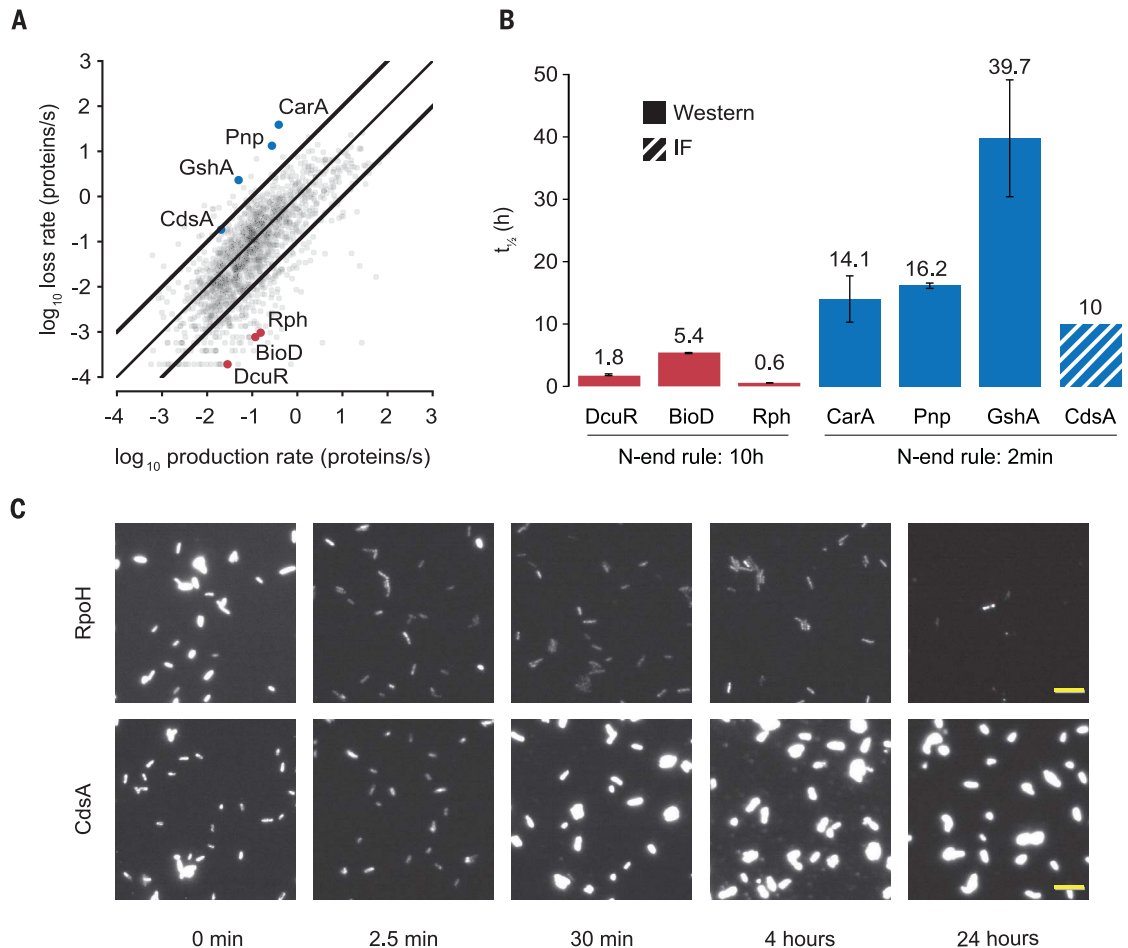 A
log10 loss rate (proteins/s)
3
2
1
0
-1
-2
-3
-4
CarA
Pnp
GshA
CdsA
Rph
BioD
DcuR
-4 -3 -2 -1 0 1 2 3
log10 production rate (proteins/s)
B
t½ (h)
50
40
30
20
10
0
Western
IF
1.8
5.4
0.6
14.1
16.2
39.7
10
DcuR BioD Rph CarA Pnp GshA CdsA
N-end rule: 10h N-end rule: 2min
C
RpoH
CdsA
0 min 2.5 min 30 min 4 hours 24 hours